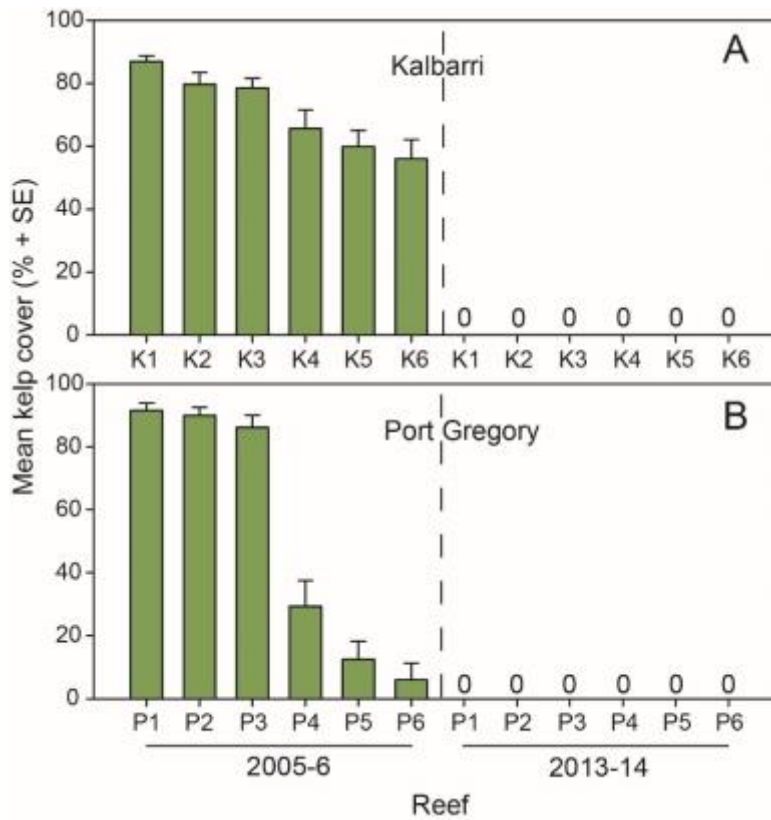 Mean kelp cover (% + SE)
100
80
60
40
20
0
A
Kalbarri
0 0 0 0 0 0
K1 K2 K3 K4 K5 K6 K1 K2 K3 K4 K5 K6
100
80
60
40
20
0
B
Port Gregory
0 0 0 0 0 0
P1 P2 P3 P4 P5 P6 P1 P2 P3 P4 P5 P6
2005-6 2013-14
Reef